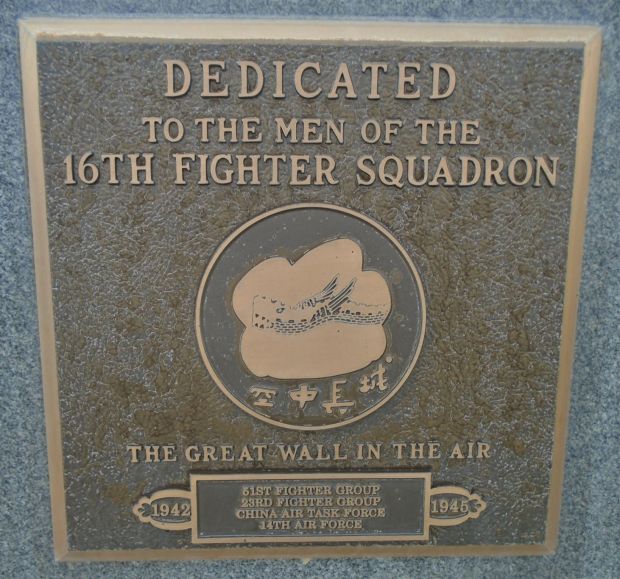 DEDICATED
TO THE MEN OF THE
16TH FIGHTER SQUADRON
空中長城
THE GREAT WALL IN THE AIR
1942
51ST FIGHTER GROUP
23RD FIGHTER GROUP
CHINA AIR TASK FORCE
14TH AIR FORCE
1945